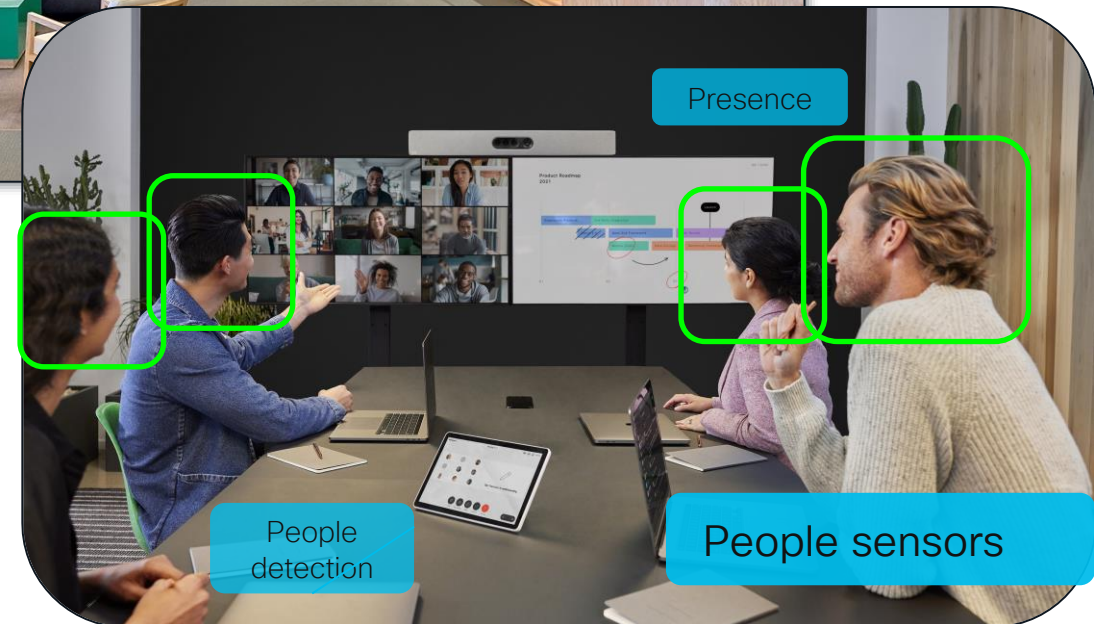 Presence
Product Roadmap
2021
People
detection
People sensors